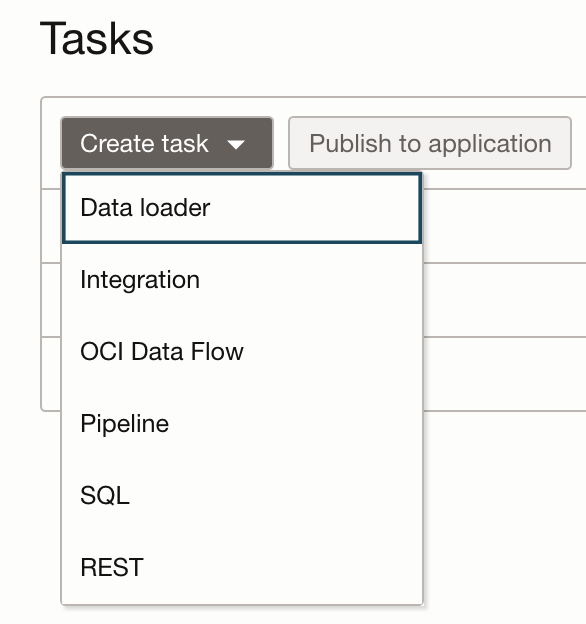 Tasks
Create task
Publish to application
Data loader
Integration
OCI Data Flow
Pipeline
SQL
REST